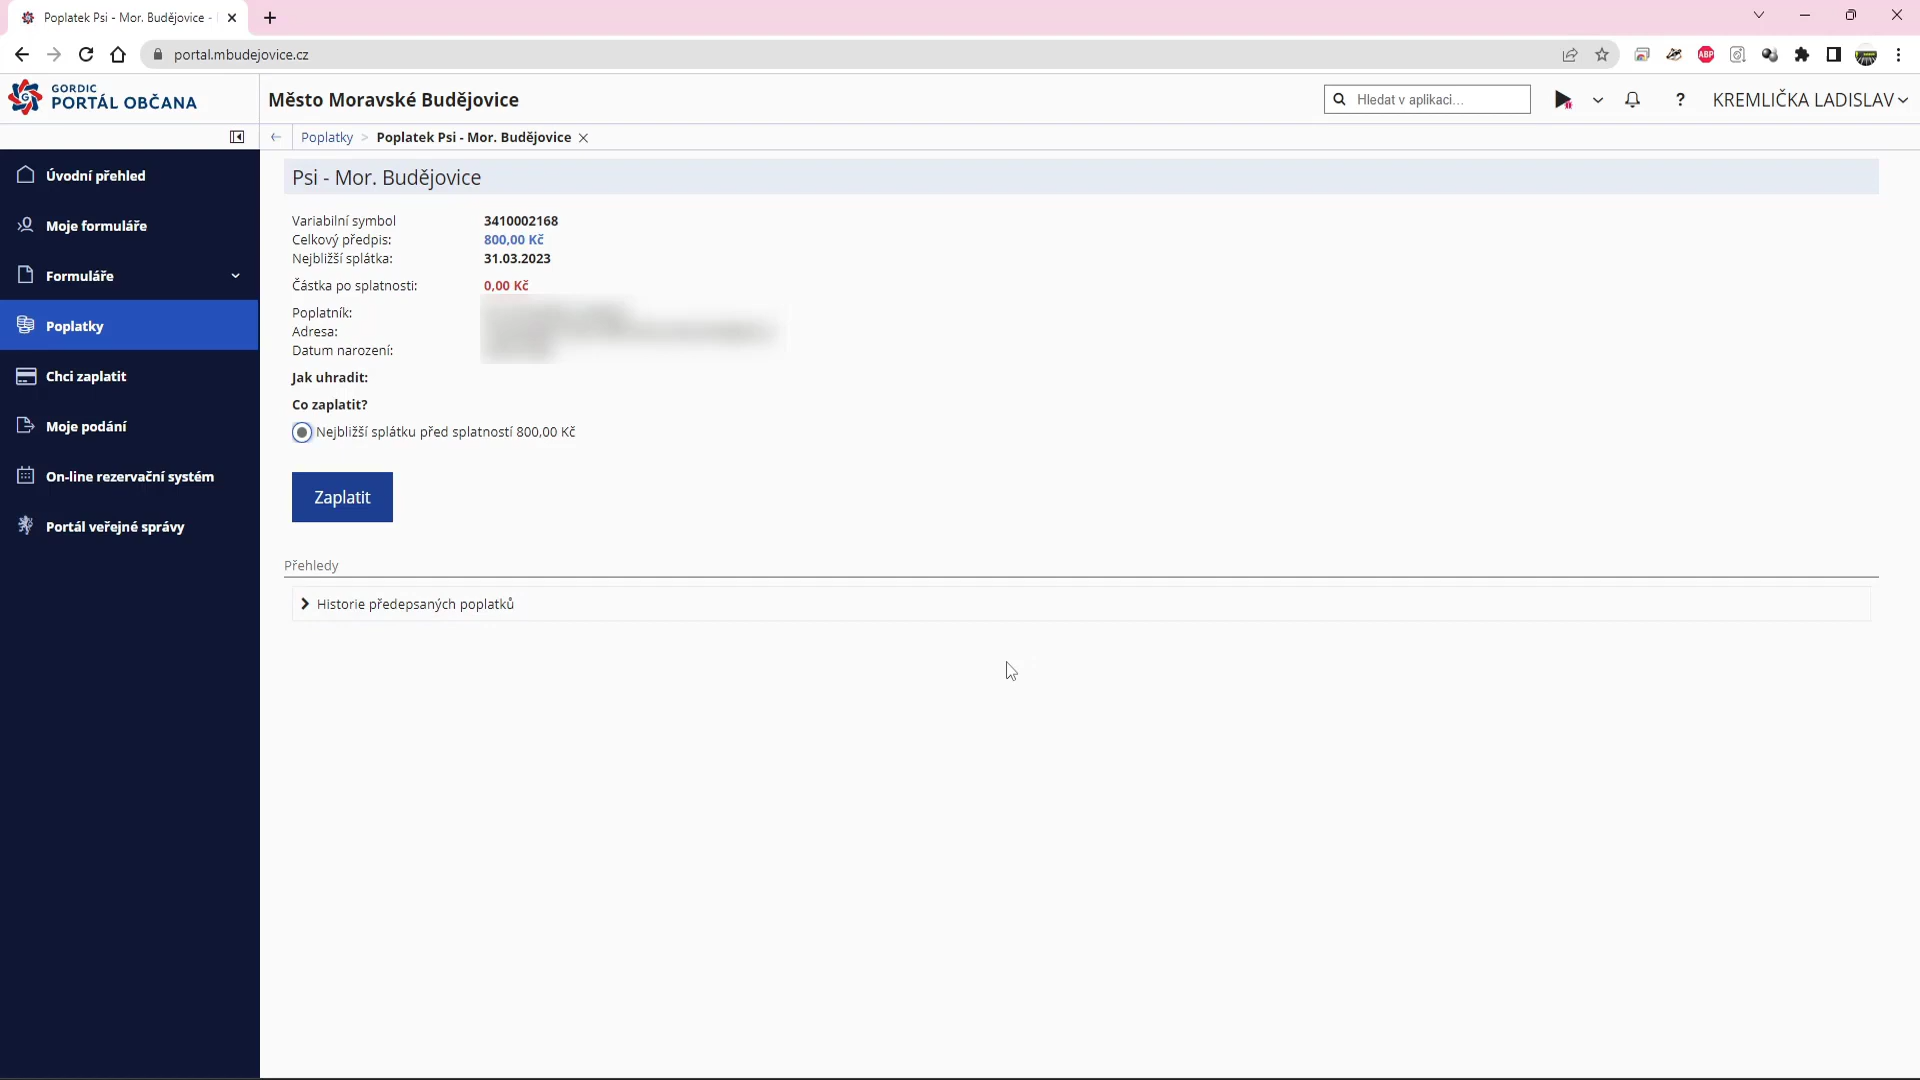 Poplatek Psi - Mor. Budějovice -
portal.mbudejovice.cz
ABP
GORDIC
PORTÁL OBČANA
Město Moravské Budějovice
Hledat v aplikaci...
?
KREMLIČKA LADISLAV
Poplatky > Poplatek Psi - Mor. Budějovice
Úvodní přehled
Moje formuláře
Formuláře
Poplatky
Chci zaplatit
Moje podání
On-line rezervační systém
Portál veřejné správy
Psi - Mor. Budějovice
Variabilní symbol 3410002168
Celkový předpis: 800,00 Kč
Nejbližší splátka: 31.03.2023
Částka po splatnosti: 0,00 Kč
Poplatník:
Adresa:
Datum narození:
Jak uhradit:
Co zaplatit?
Nejbližší splátku před splatností 800,00 Kč
Zaplatit
Přehledy
Historie předepsaných poplatků